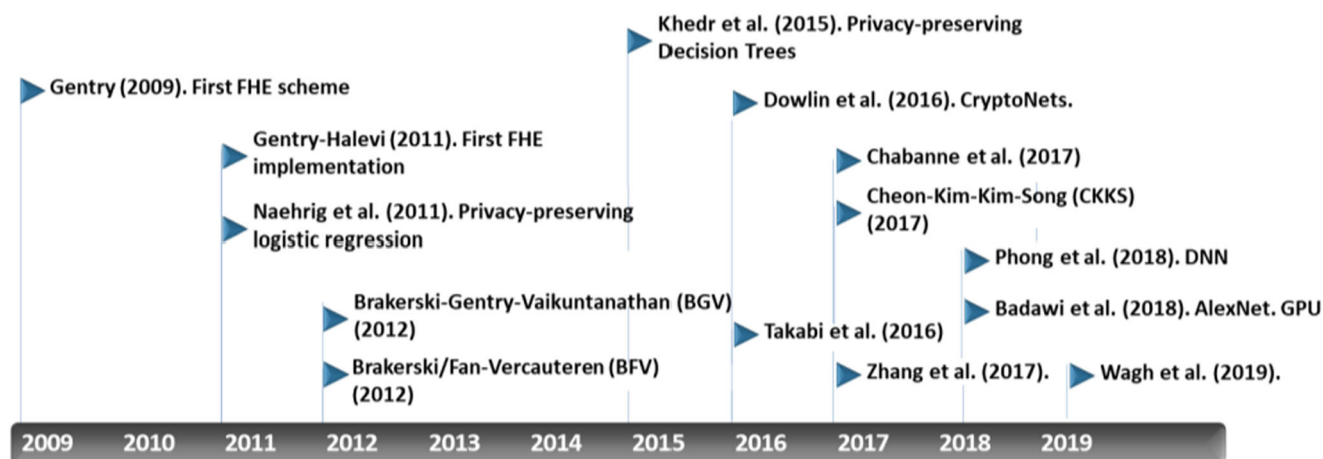 Khedr et al. (2015). Privacy-preserving
Decision Trees
Gentry (2009). First FHE scheme
Dowlin et al. (2016). CryptoNets.
Gentry-Halevi (2011). First FHE
implementation
Chabanne et al. (2017)
Cheon-Kim-Kim-Song (CKKS)
(2017)
Naehrig et al. (2011). Privacy-preserving
logistic regression
Phong et al. (2018). DNN
Brakerski-Gentry-Vaikuntanathan (BGV)
(2012)
Badawi et al. (2018). AlexNet. GPU
Takabi et al. (2016)
Brakerski/Fan-Vercauteren (BFV)
(2012)
Zhang et al. (2017).
Wagh et al. (2019).
2009 2010 2011 2012 2013 2014 2015 2016 2017 2018 2019